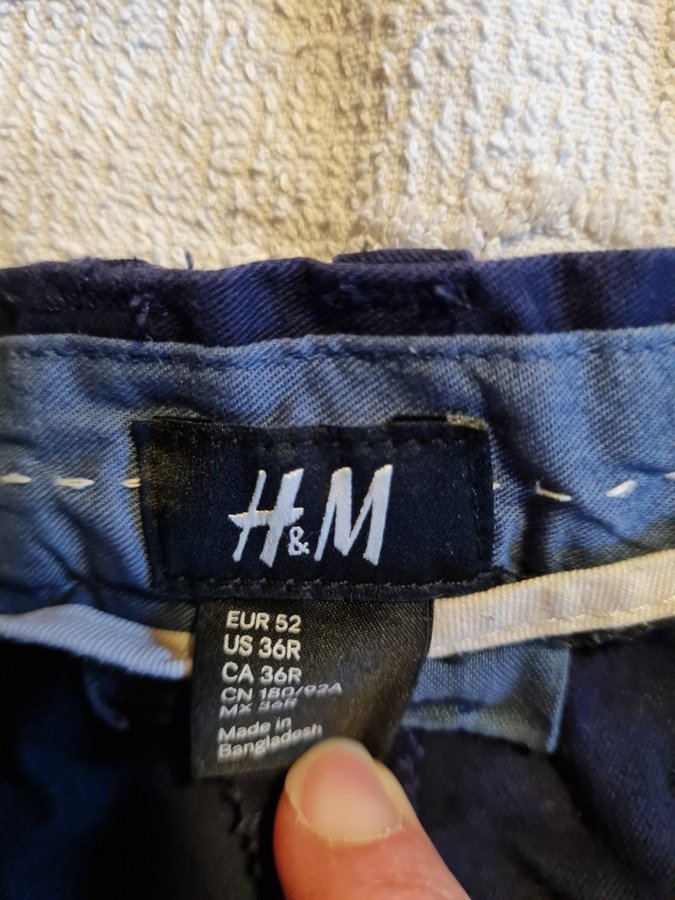 H&M
EUR 52
US 36R
CA 36R
CN 180/92A
MX 36R
Made in
Bangladesh